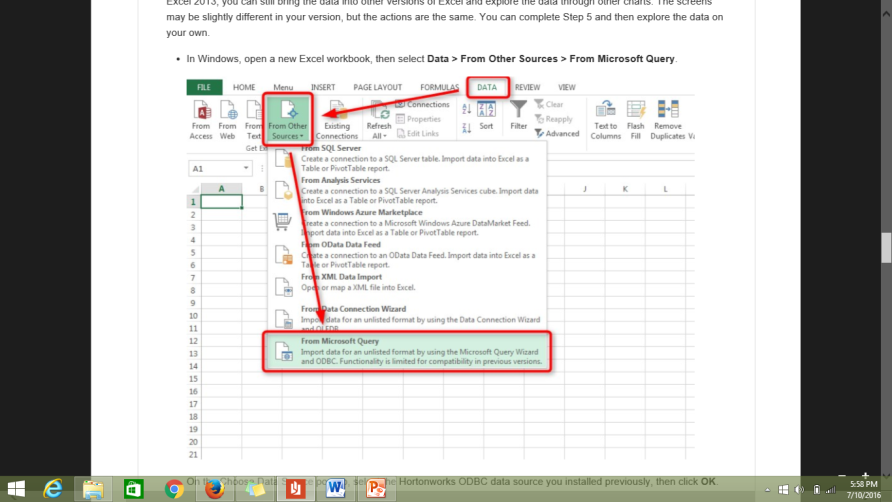 Excel 2013, you can still bring the data into other versions of Excel and explore the data through other charts. The screens
may be slightly different in your version, but the actions are the same. You can complete Step 5 and then explore the data on
your own.
• In Windows, open a new Excel workbook, then select Data > From Other Sources > From Microsoft Query.
FILE HOME Menu INSERT PAGE LAYOUT FORMULAS DATA REVIEW VIEW
From Access From Web From Text From Other Sources Existing Connections Refresh All Connections Properties Edit Links Sort Filter Clear Reapply Advanced Text to Columns Flash Fill Remove Duplicates
Get
A1
From SQL Server
Create a connection to a SQL Server table. Import data into Excel as a
Table or PivotTable report.
From Analysis Services
Create a connection to a SQL Server Analysis Services cube. Import data
into Excel as a Table or PivotTable report.
From Windows Azure Marketplace
Create a connection to a Microsoft Windows Azure DataMarket Feed.
Import data into Excel as a Table or PivotTable report.
From OData Data Feed
Create a connection to an OData Data Feed. Import data into Excel as a
Table or PivotTable report.
From XML Data Import
Open or map a XML file into Excel.
From Data Connection Wizard
Import data for an unlisted format by using the Data Connection Wizard
and OLEDB.
From Microsoft Query
Import data for an unlisted format by using the Microsoft Query Wizard
and ODBC. Functionality is limited for compatibility in previous versions.
A B J K L
1
2
3
4
5
6
7
8
9
10
11
12
13
14
15
16
17
18
19
20
21
On the Choose Data Source the Hortonworks ODBC data source you installed previously, then click OK.
5:58 PM
7/10/2016